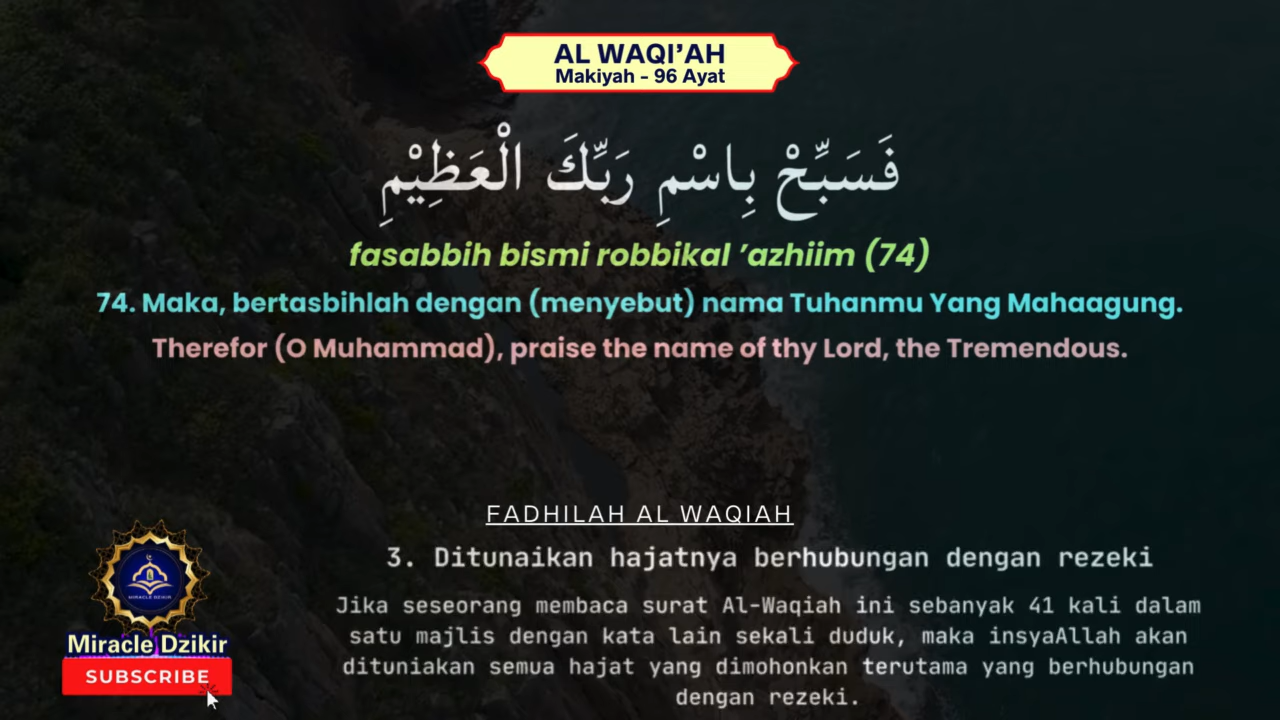 AL WAQI’AH
Makiyah - 96 Ayat
فَسَبِّحْ بِاسْمِ رَبِّكَ الْعَظِيْمِ
fasabbih bismi robbikal ’azhiim (74)
74. Maka, bertasbihlah dengan (menyebut) nama Tuhanmu Yang Mahaagung.
Therefor (O Muhammad), praise the name of thy Lord, the Tremendous.
FADHILAH AL WAQIAH
3. Ditunaikan hajatnya berhubungan dengan rezeki
Jika seseorang membaca surat Al-Waqiah ini sebanyak 41 kali dalam
satu majlis dengan kata lain sekali duduk, maka insyaAllah akan
dituniakan semua hajat yang dimohonkan terutama yang berhubungan
dengan rezeki.
MIRACLE DZIKIR
Miracle Dzikir
SUBSCRIBE